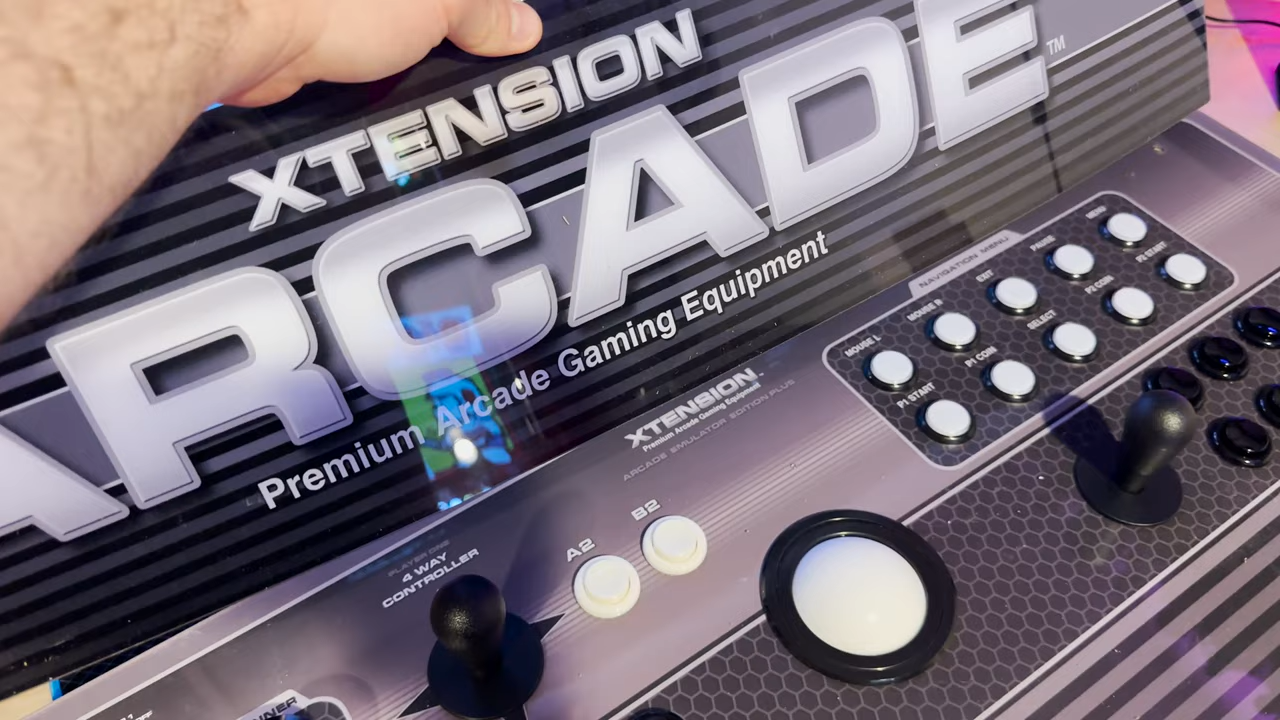 XTENSION
ARCADE™
Premium Arcade Gaming Equipment
XTENSION™
Premium Arcade Gaming Equipment
ARCADE EMULATOR EDITION PLUS
NAVIGATION MENU
MOUSE L
MOUSE R
EXIT
PAUSE
MENU
P1 START
P1 COIN
SELECT
P2 COIN
P2 START
PLAYER ONE
4 WAY
CONTROLLER
A2
B2